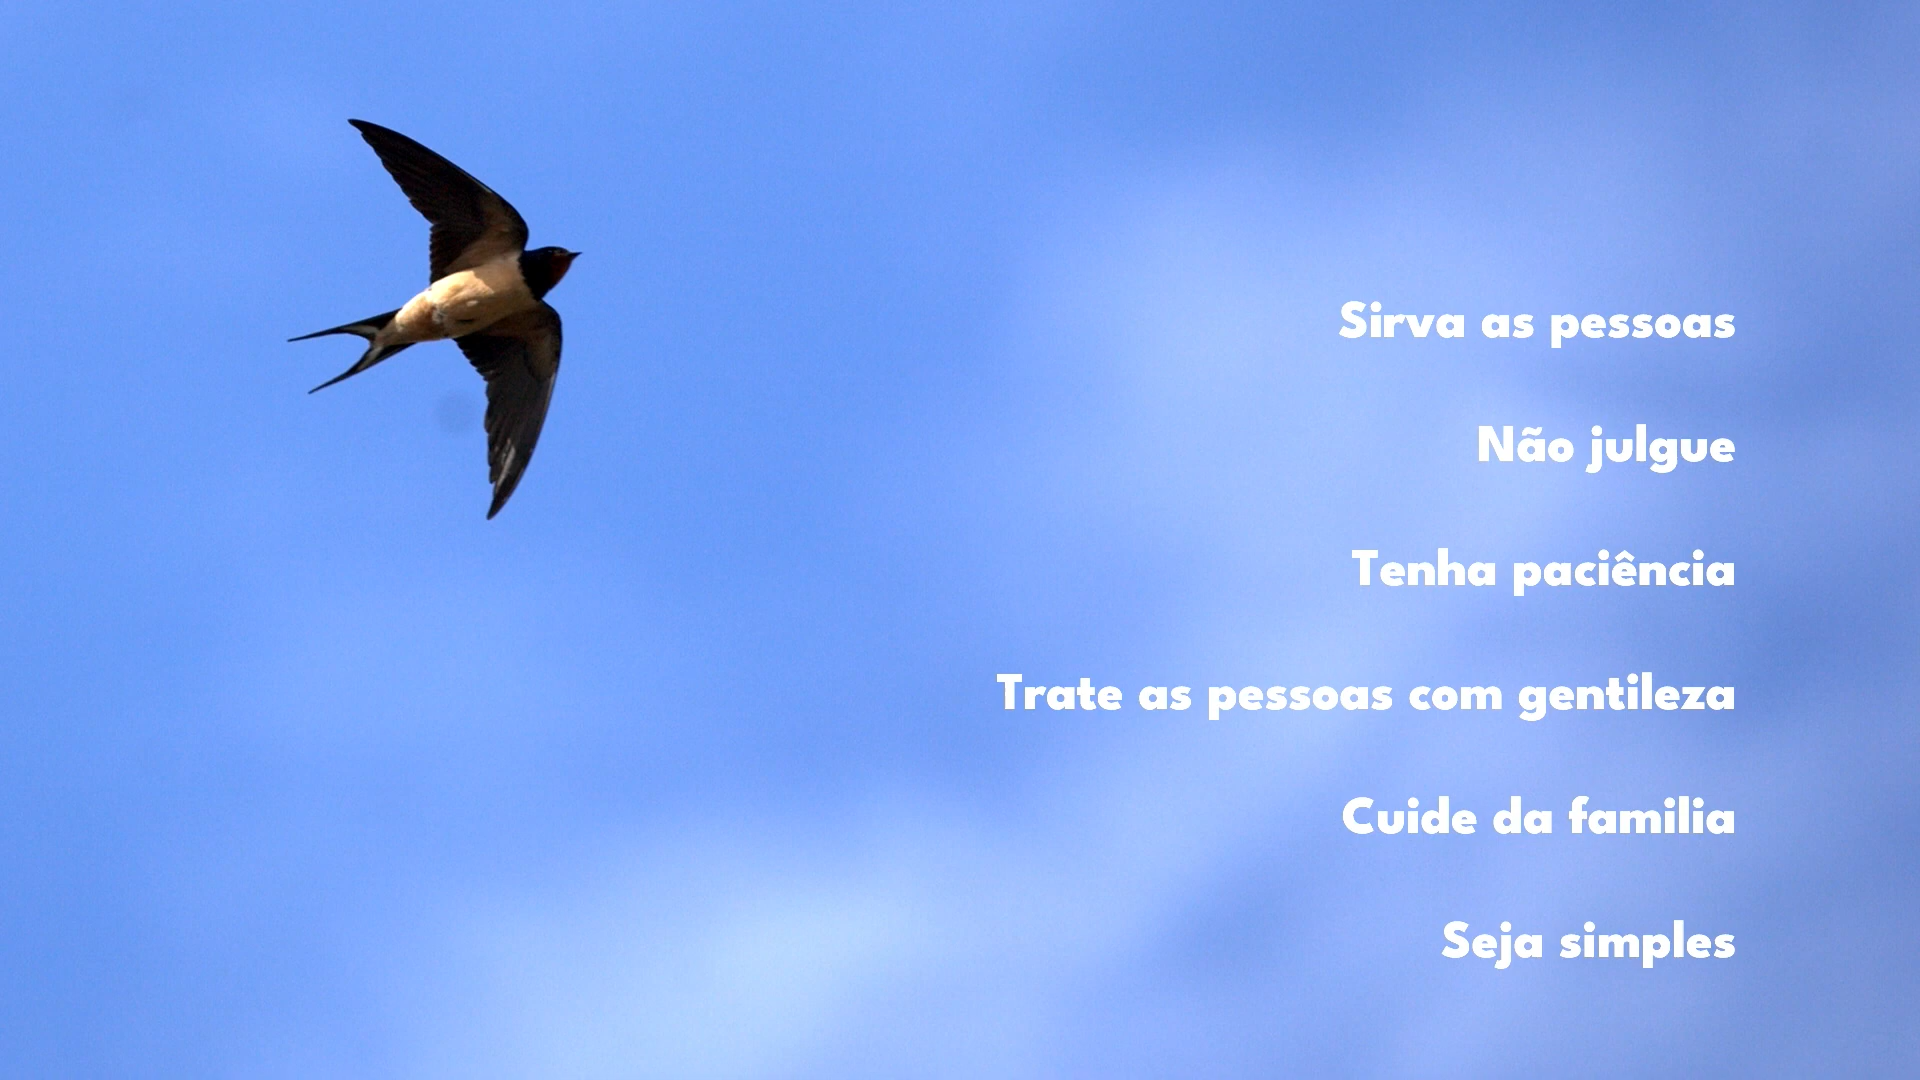 Sirva as pessoas
Não julgue
Tenha paciência
Trate as pessoas com gentileza
Cuide da familia
Seja simples